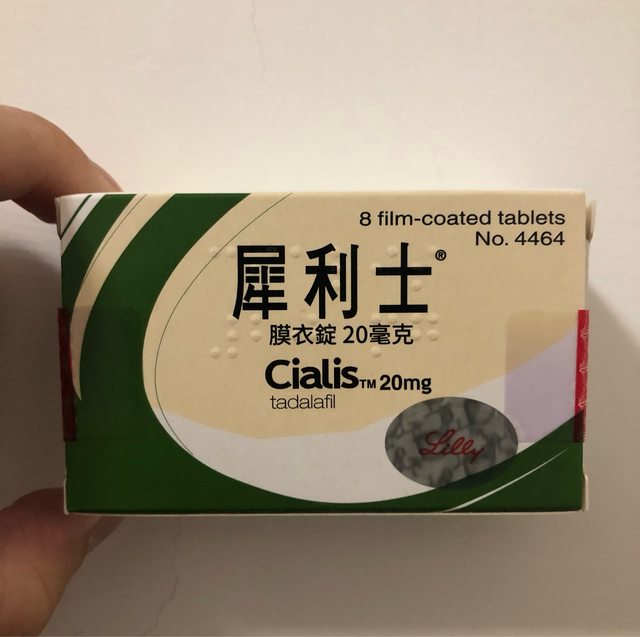 8 film-coated tablets
No. 4464
犀利士®
膜衣錠 20毫克
Cialis™ 20mg
tadalafil
Lilly